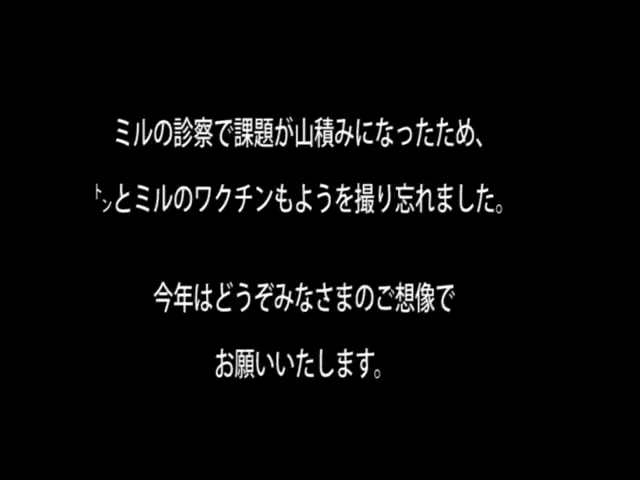 ミルの診察で課題が山積みになったため、
トンとミルのワクチンもようを撮り忘れました。
今年はどうぞみなさまのご想像で
お願いいたします。